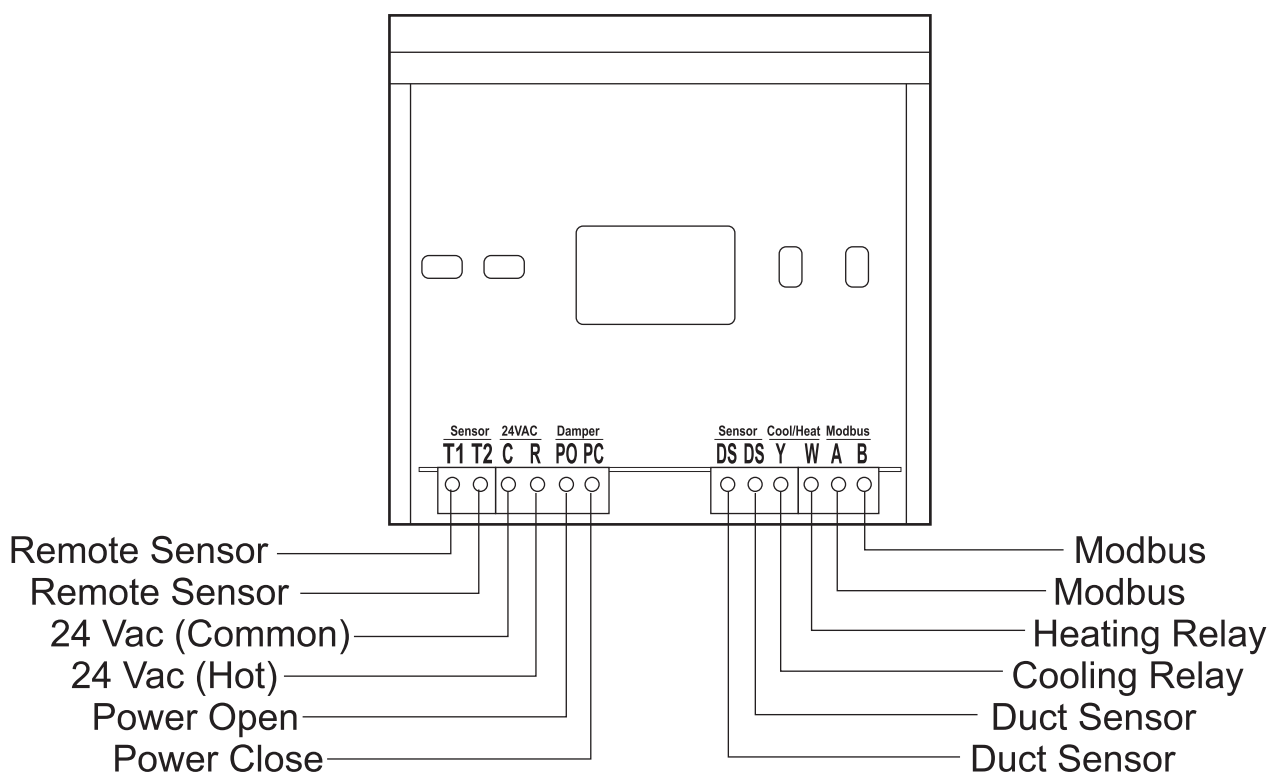 Sensor 24VAC Damper
T1 T2 C R PO PC
Sensor Cool/Heat Modbus
DS DS Y W A B
Remote Sensor
Remote Sensor
24 Vac (Common)
24 Vac (Hot)
Power Open
Power Close
Modbus
Modbus
Heating Relay
Cooling Relay
Duct Sensor
Duct Sensor